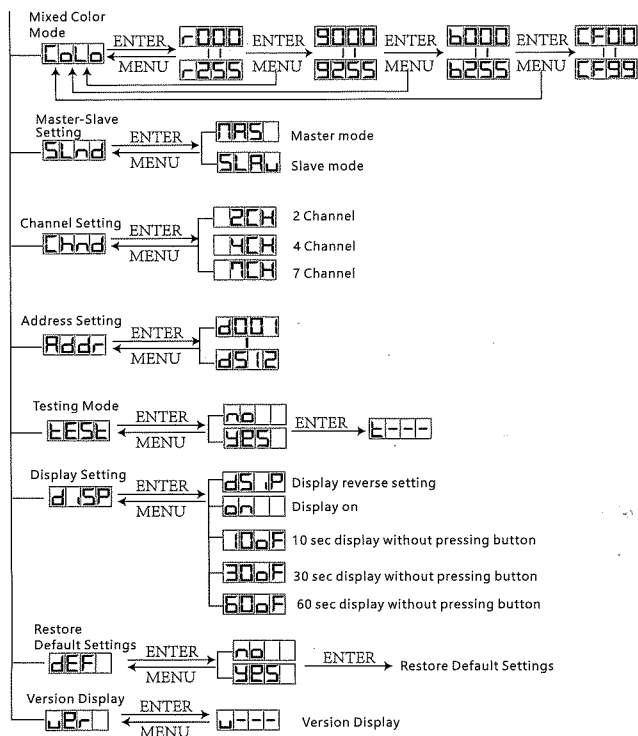 Mixed Color
Mode
CoLo ENTER MENU r000 r255 ENTER MENU g000 g255 ENTER MENU b000 b255 ENTER MENU CF00 CF99
Master-Slave
Setting
SLnd ENTER MENU
MAS Master mode
SLAv Slave mode
Channel Setting
Chnd ENTER MENU
2CH 2 Channel
4CH 4 Channel
7CH 7 Channel
Address Setting
Addr ENTER MENU
d001
d512
Testing Mode
tESt ENTER MENU
no
yES ENTER t---
Display Setting
diSP ENTER MENU
dSiP Display reverse setting
on Display on
10oF 10 sec display without pressing button
30oF 30 sec display without pressing button
60oF 60 sec display without pressing button
Restore
Default Settings
dEF ENTER MENU
no
yES ENTER Restore Default Settings
Version Display
vEr ENTER MENU v--- Version Display